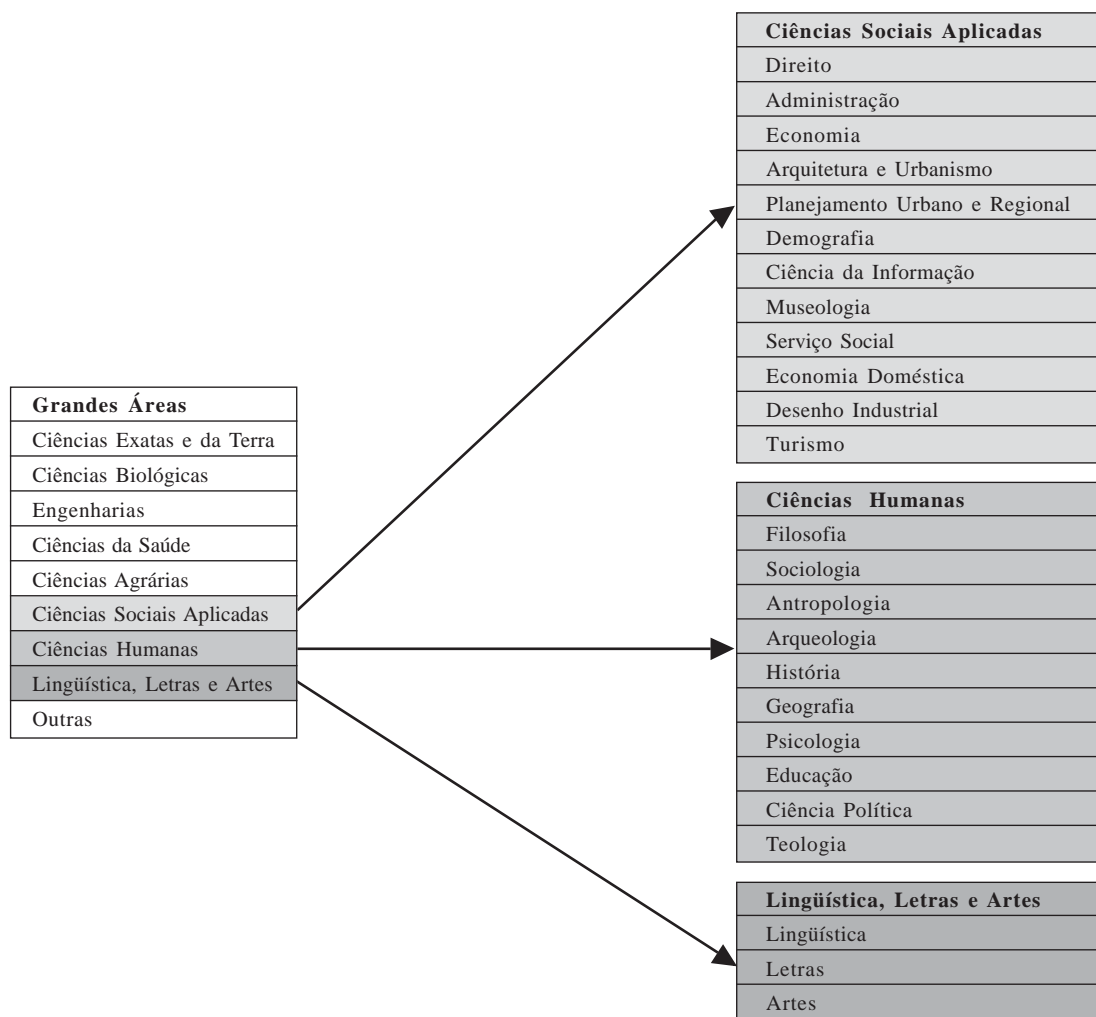 Grandes Áreas
Ciências Exatas e da Terra
Ciências Biológicas
Engenharias
Ciências da Saúde
Ciências Agrárias
Ciências Sociais Aplicadas
Ciências Humanas
Lingüística, Letras e Artes
Outras
Ciências Sociais Aplicadas
Direito
Administração
Economia
Arquitetura e Urbanismo
Planejamento Urbano e Regional
Demografia
Ciência da Informação
Museologia
Serviço Social
Economia Doméstica
Desenho Industrial
Turismo
Ciências Humanas
Filosofia
Sociologia
Antropologia
Arqueologia
História
Geografia
Psicologia
Educação
Ciência Política
Teologia
Lingüística, Letras e Artes
Lingüística
Letras
Artes